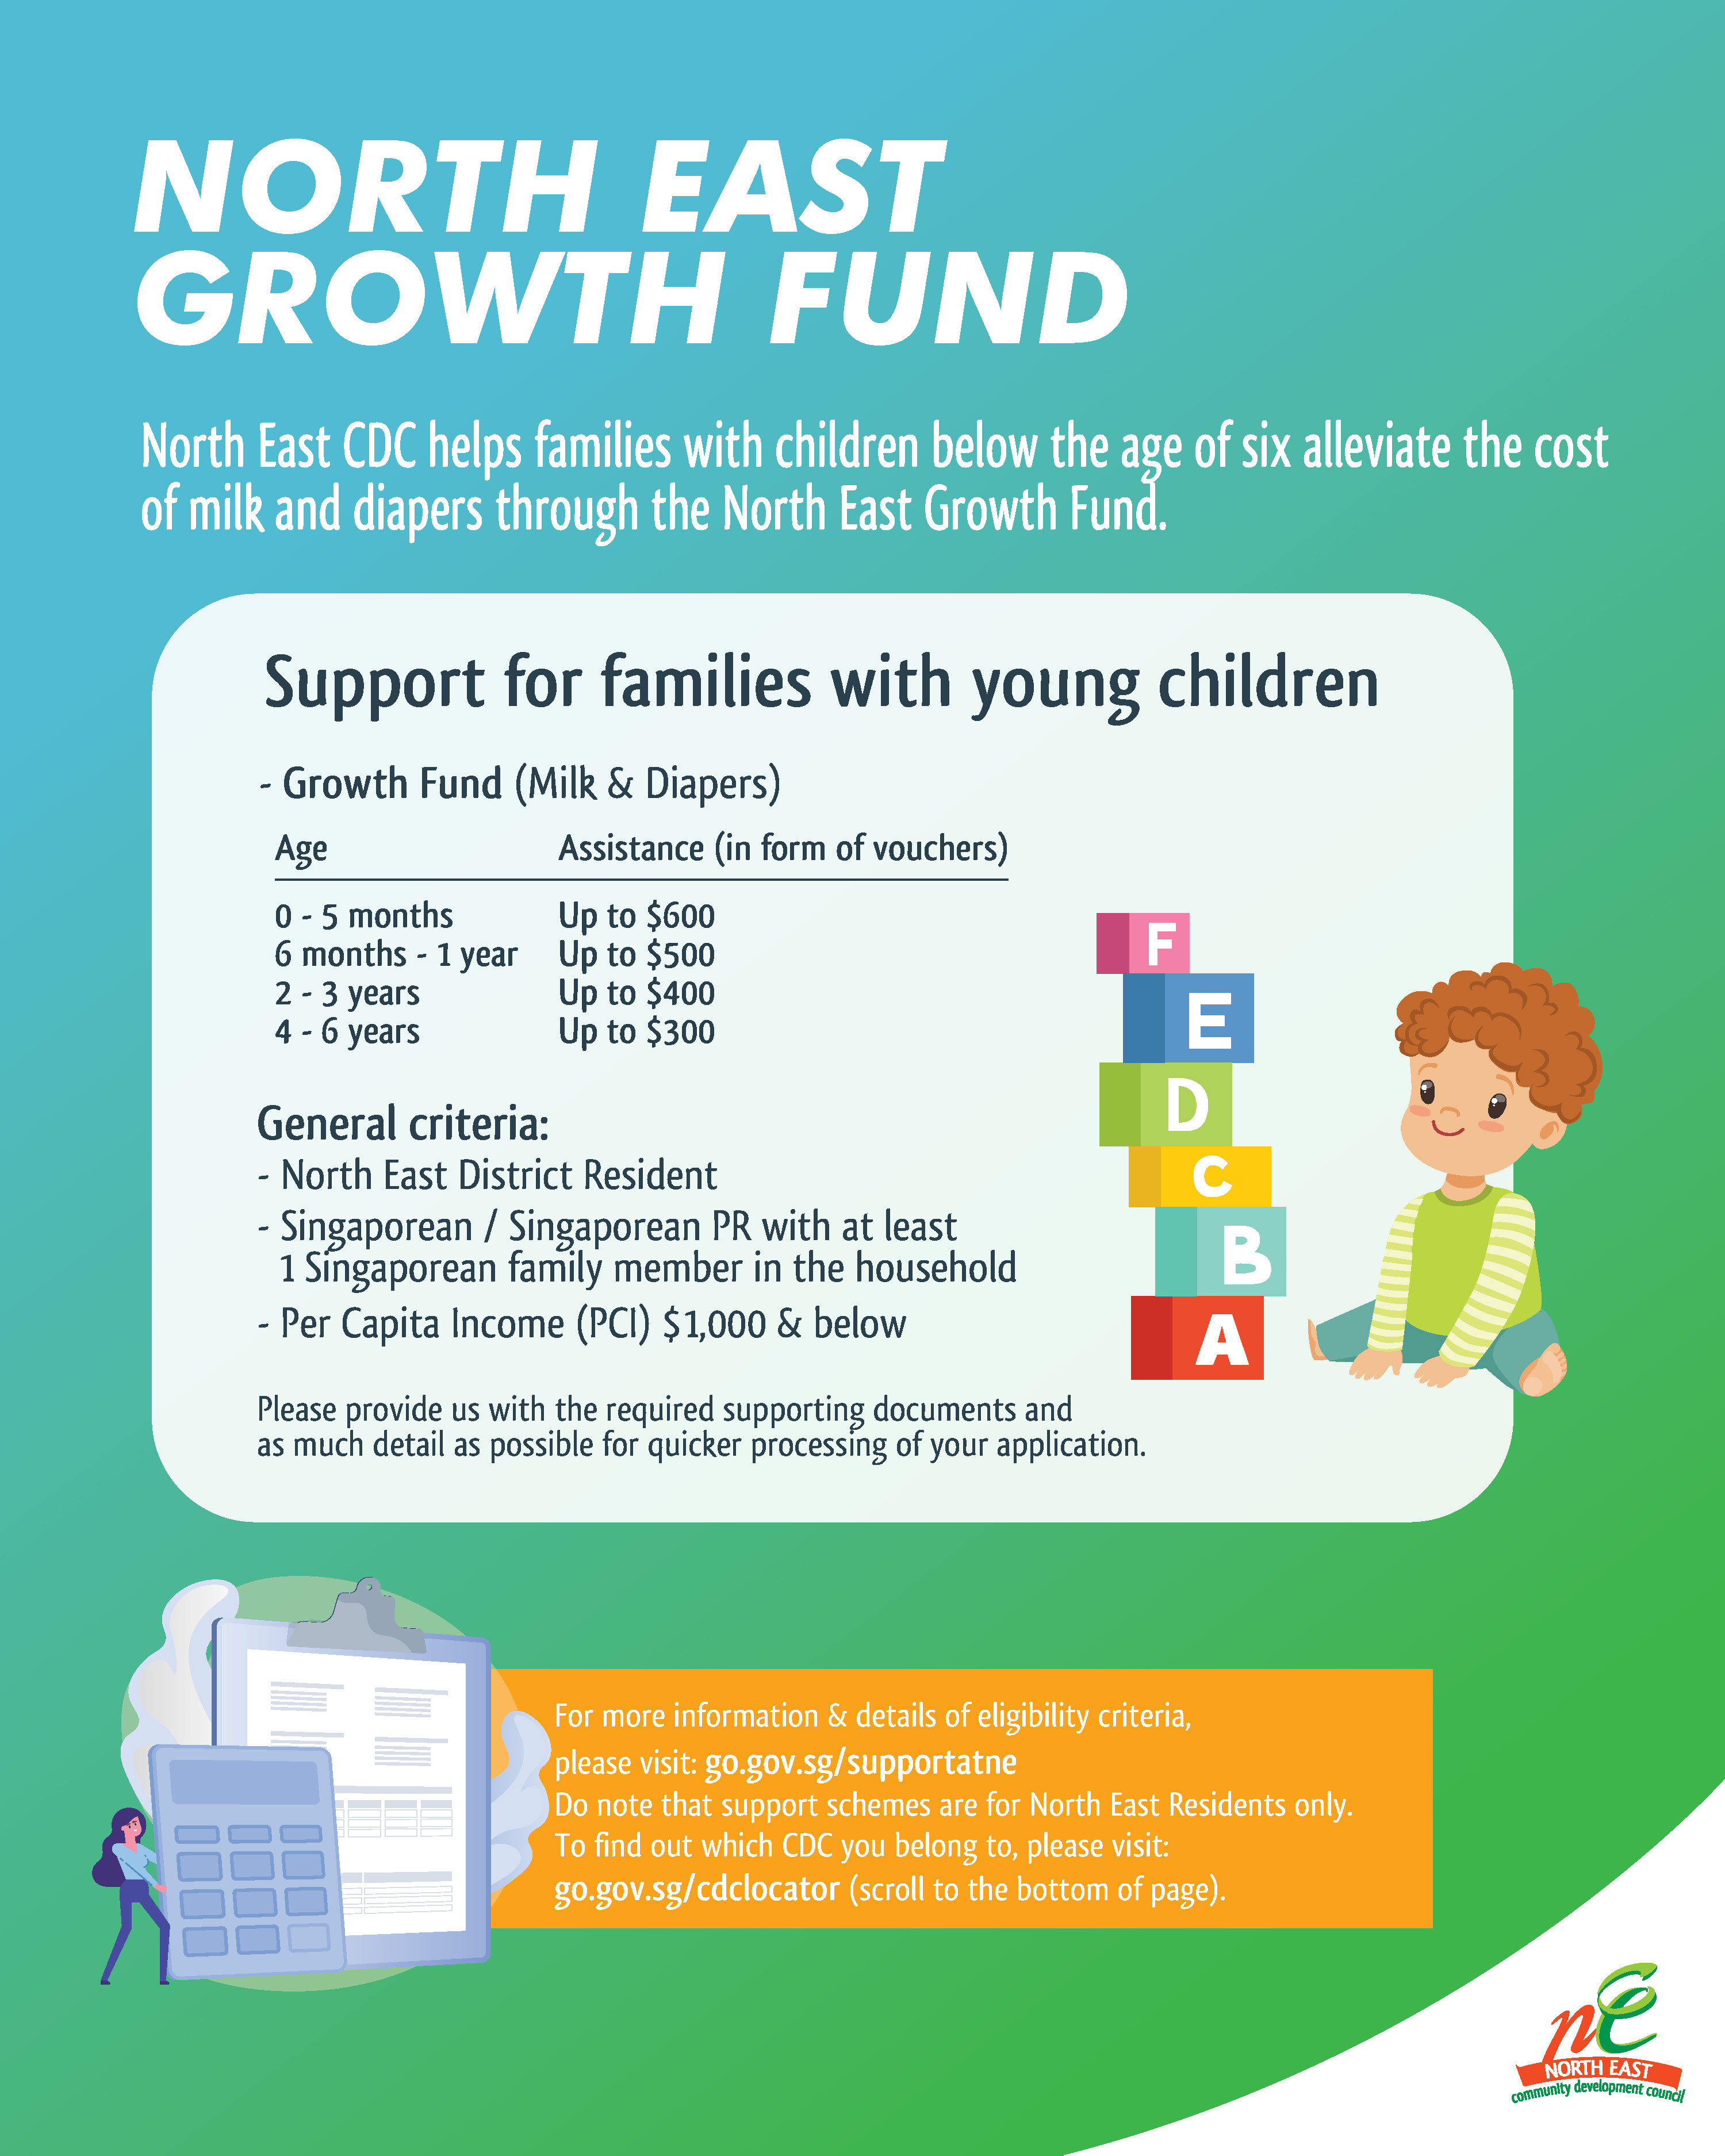 NORTH EAST
GROWTH FUND
North East CDC helps families with children below the age of six alleviate the cost
of milk and diapers through the North East Growth Fund.
Support for families with young children
- Growth Fund (Milk & Diapers)
Age Assistance (in form of vouchers)
0 - 5 months Up to $600
6 months - 1 year Up to $500
2 - 3 years Up to $400
4 - 6 years Up to $300
General criteria:
- North East District Resident
- Singaporean / Singaporean PR with at least
1 Singaporean family member in the household
- Per Capita Income (PCI) $1,000 & below
Please provide us with the required supporting documents and
as much detail as possible for quicker processing of your application.
F
E
D
C
B
A
For more information & details of eligibility criteria,
please visit: go.gov.sg/supportatne
Do note that support schemes are for North East Residents only.
To find out which CDC you belong to, please visit:
go.gov.sg/cdclocator (scroll to the bottom of page).
nE
NORTH EAST
community development council